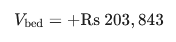 V_bed = +Rs 203,843